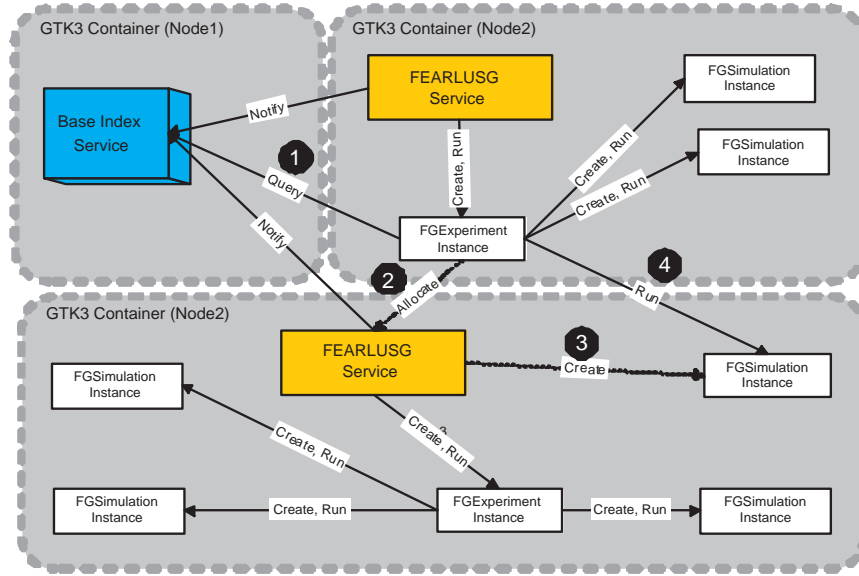 GTK3 Container (Node1)
GTK3 Container (Node2)
FEARLUSG
Service
FGSimulation
Instance
Base Index
Service
Notify
Create, Run
FGSimulation
Instance
1
Query
Create, Run
Create, Run
FGExperiment
Instance
Notify
2
Allocate
4
Run
GTK3 Container (Node2)
FEARLUSG
Service
3
Create
FGSimulation
Instance
FGSimulation
Instance
Create, Run
3
Create, Run
FGSimulation
Instance
Create, Run
FGExperiment
Instance
Create, Run
FGSimulation
Instance